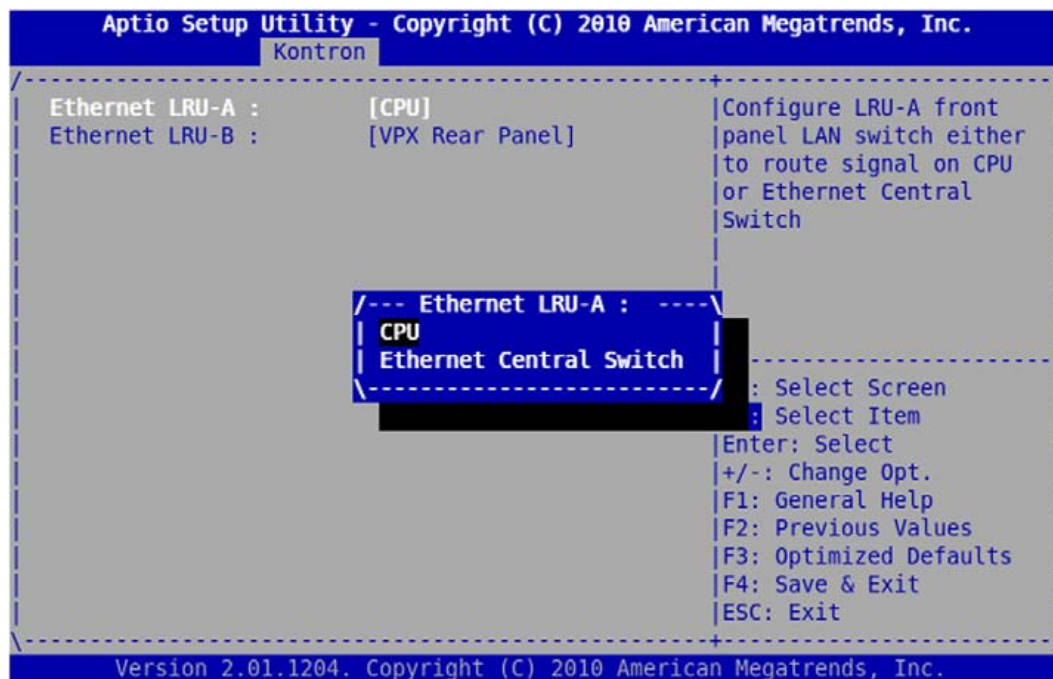 Aptio Setup Utility - Copyright (C) 2010 American Megatrends, Inc.
Kontron
Ethernet LRU-A : [CPU]
Ethernet LRU-B : [VPX Rear Panel]
Configure LRU-A front
panel LAN switch either
to route signal on CPU
or Ethernet Central
Switch
/--- Ethernet LRU-A : ----\
CPU
Ethernet Central Switch
: Select Screen
: Select Item
Enter: Select
+/-: Change Opt.
F1: General Help
F2: Previous Values
F3: Optimized Defaults
F4: Save & Exit
ESC: Exit
Version 2.01.1204. Copyright (C) 2010 American Megatrends, Inc.